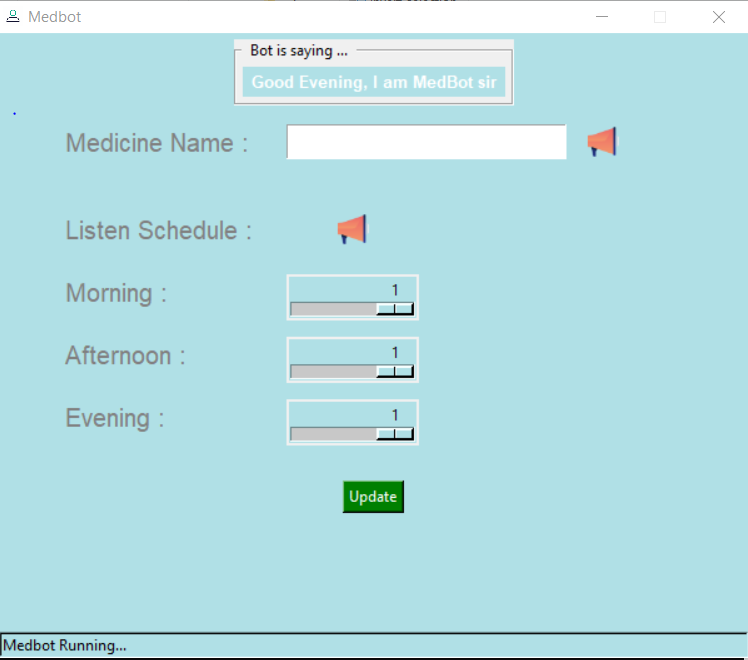 Medbot
Bot is saying ...
Good Evening, I am MedBot sir
Medicine Name :
Listen Schedule :
Morning :
1
Afternoon :
1
Evening :
1
Update
Medbot Running...